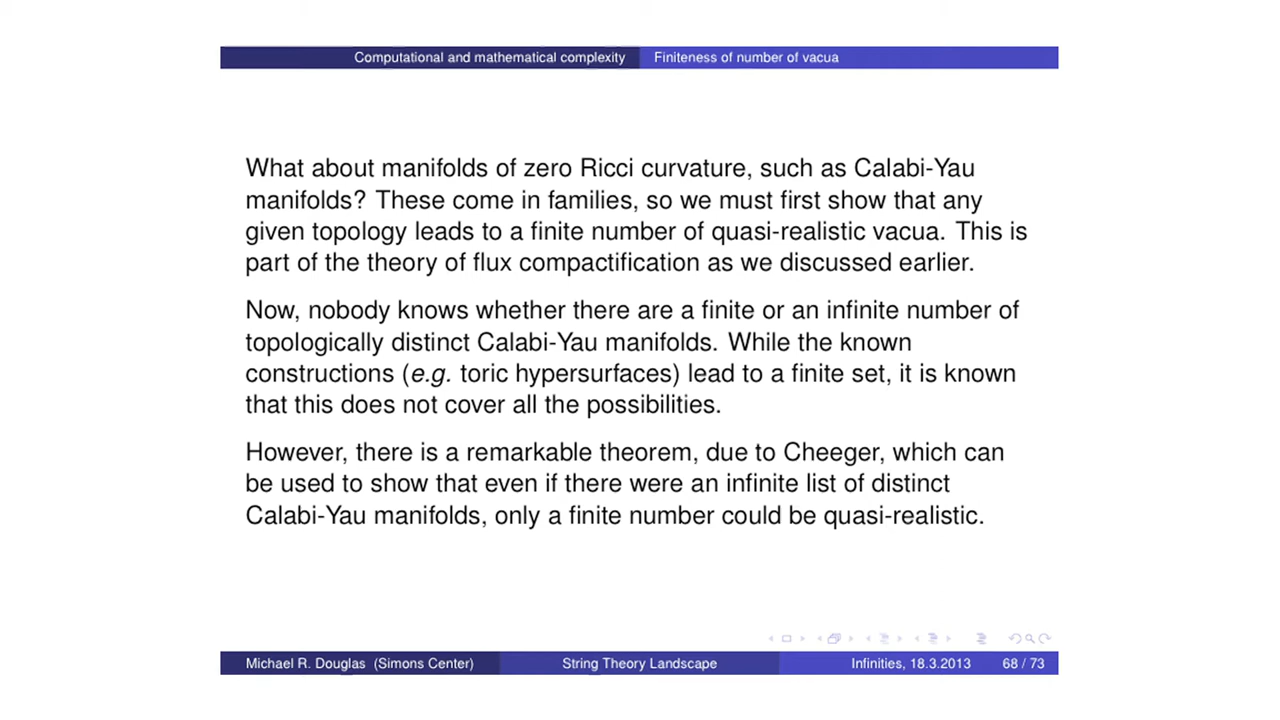 Computational and mathematical complexity Finiteness of number of vacua
What about manifolds of zero Ricci curvature, such as Calabi-Yau
manifolds? These come in families, so we must first show that any
given topology leads to a finite number of quasi-realistic vacua. This is
part of the theory of flux compactification as we discussed earlier.
Now, nobody knows whether there are a finite or an infinite number of
topologically distinct Calabi-Yau manifolds. While the known
constructions (e.g. toric hypersurfaces) lead to a finite set, it is known
that this does not cover all the possibilities.
However, there is a remarkable theorem, due to Cheeger, which can
be used to show that even if there were an infinite list of distinct
Calabi-Yau manifolds, only a finite number could be quasi-realistic.
Michael R. Douglas (Simons Center) String Theory Landscape Infinities, 18.3.2013 68 / 73